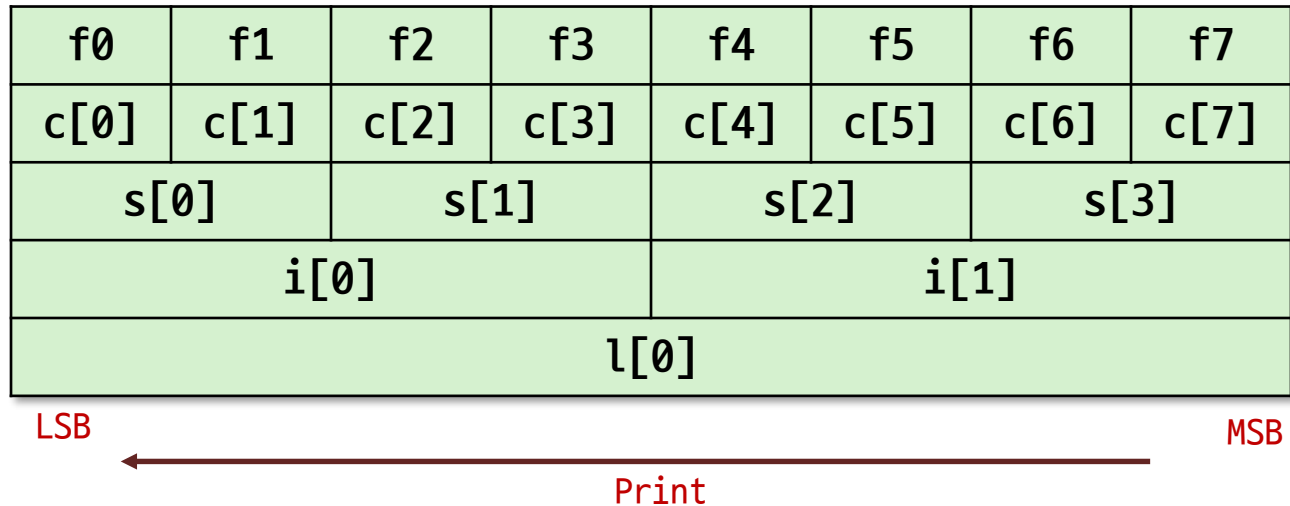 f0 f1 f2 f3 f4 f5 f6 f7
c[0] c[1] c[2] c[3] c[4] c[5] c[6] c[7]
s[0] s[1] s[2] s[3]
i[0] i[1]
l[0]
LSB MSB
Print